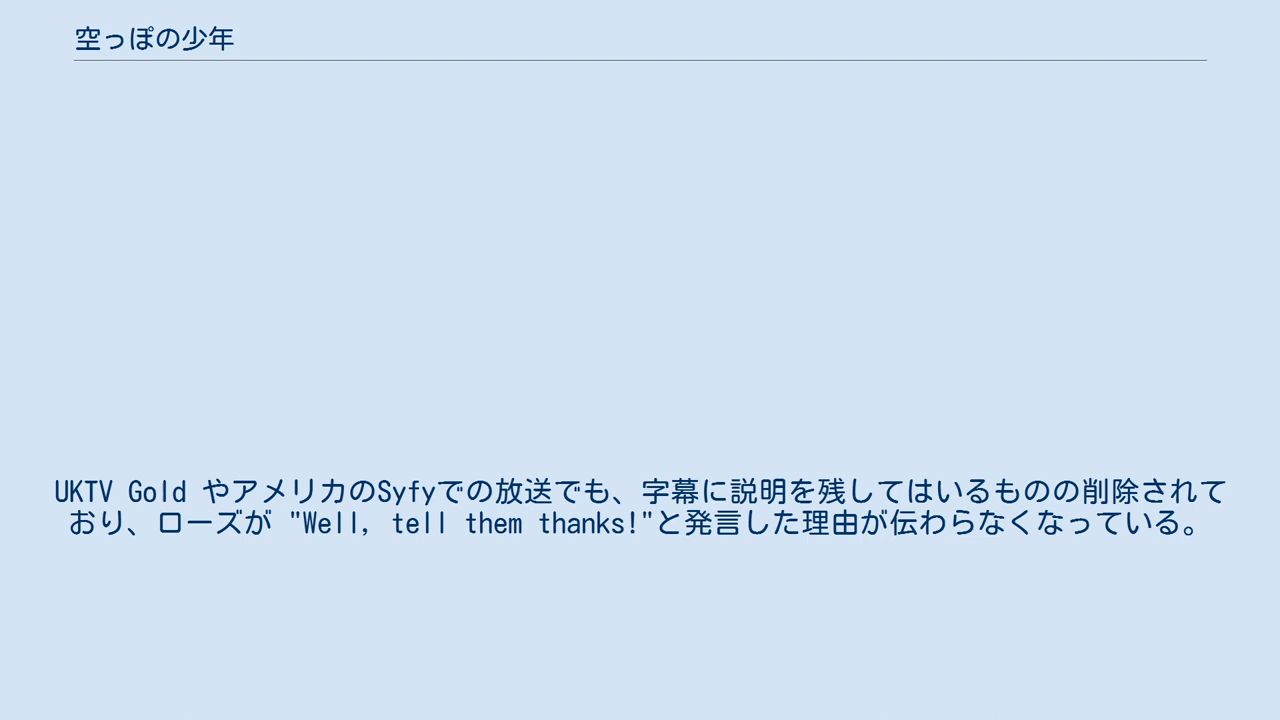 空っぽの少年
UKTV Gold やアメリカのSyfyでの放送でも、字幕に説明を残してはいるものの削除されて
おり、ローズが "Well, tell them thanks!"と発言した理由が伝わらなくなっている。